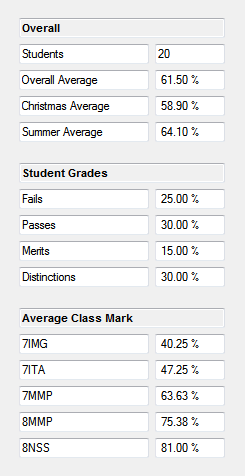 Overall
Students 20
Overall Average 61.50 %
Christmas Average 58.90 %
Summer Average 64.10 %
Student Grades
Fails 25.00 %
Passes 30.00 %
Merits 15.00 %
Distinctions 30.00 %
Average Class Mark
7IMG 40.25 %
7ITA 47.25 %
7MMP 63.63 %
8MMP 75.38 %
8NSS 81.00 %